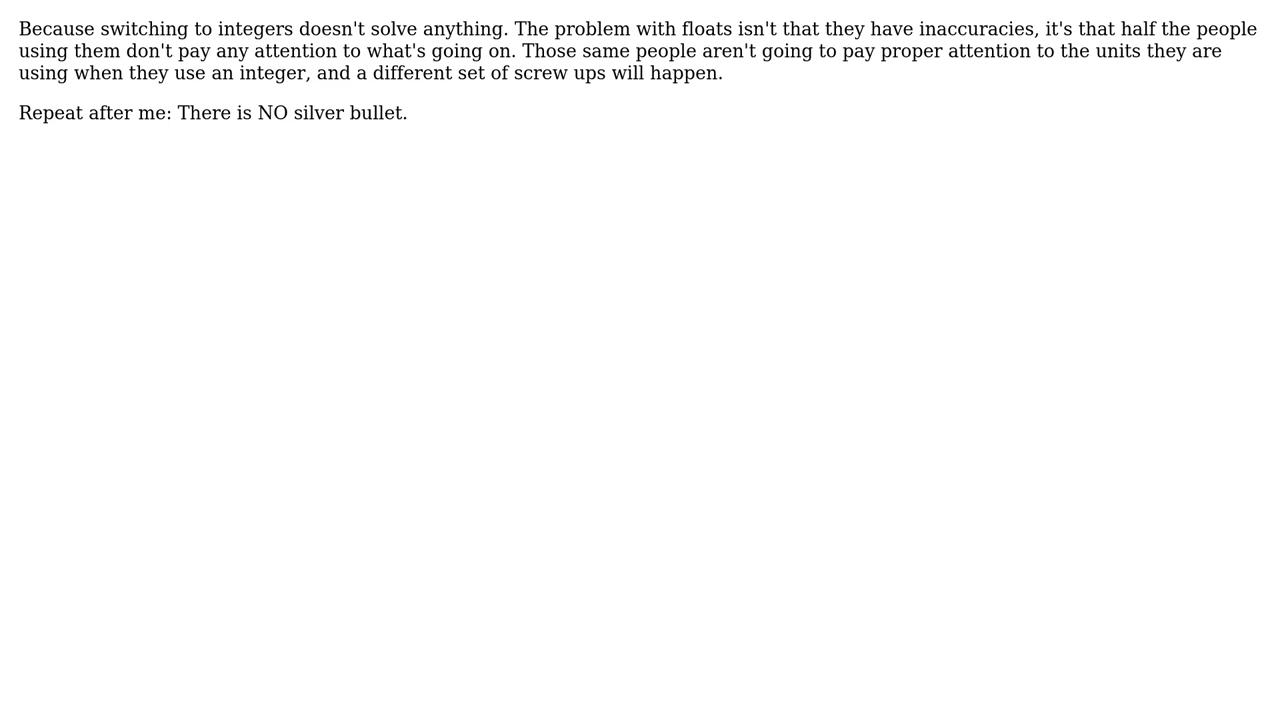 Because switching to integers doesn't solve anything. The problem with floats isn't that they have inaccuracies, it's that half the people
using them don't pay any attention to what's going on. Those same people aren't going to pay proper attention to the units they are
using when they use an integer, and a different set of screw ups will happen.
Repeat after me: There is NO silver bullet.